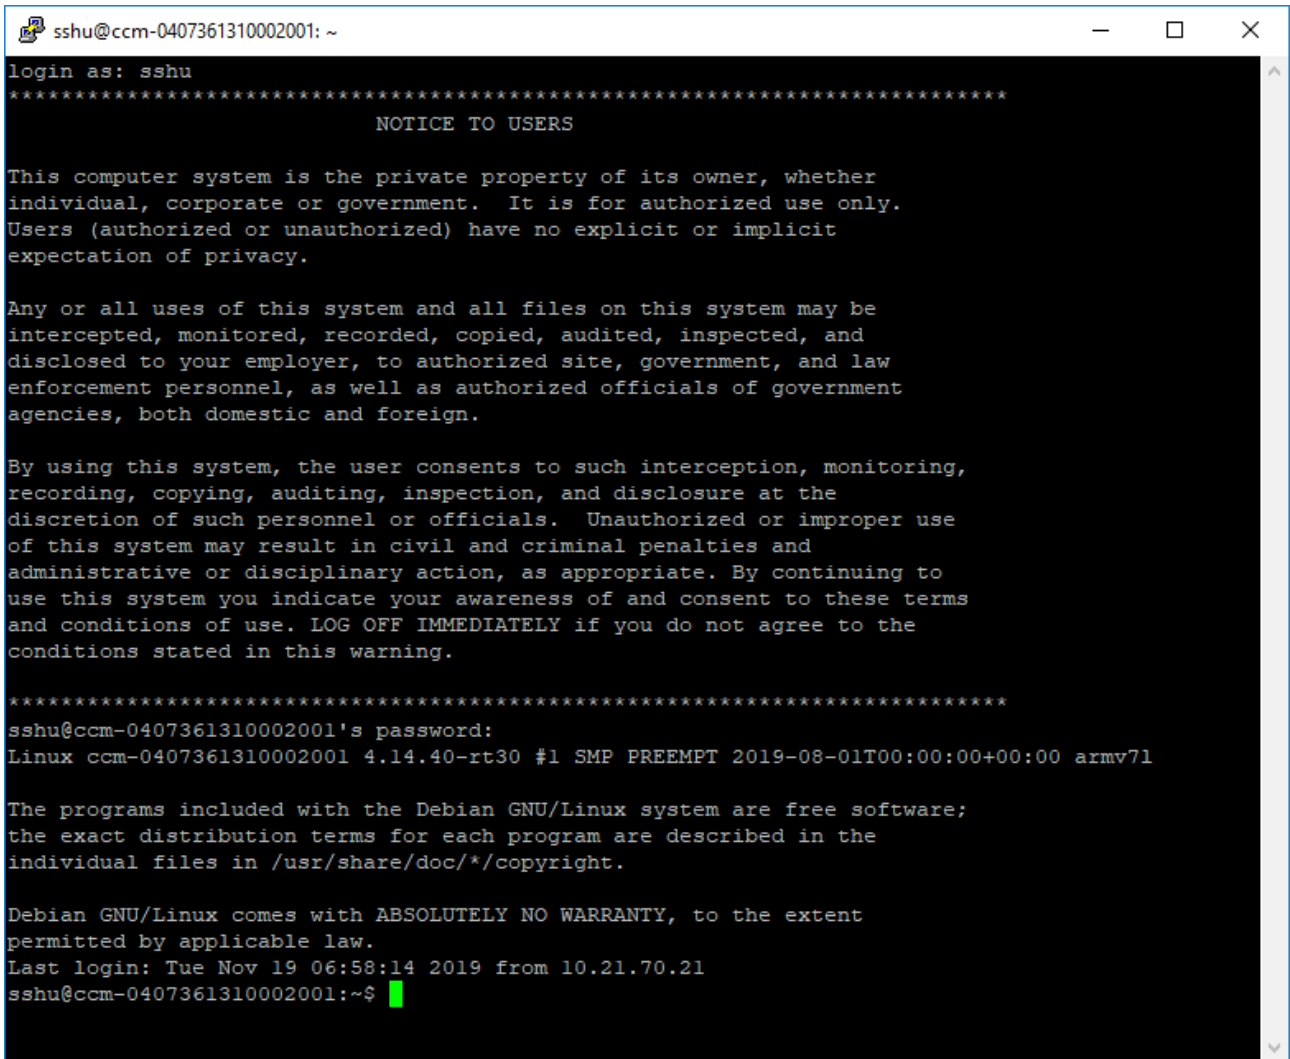 sshu@ccm-0407361310002001: ~
login as: sshu
****************************************************************************
NOTICE TO USERS
This computer system is the private property of its owner, whether
individual, corporate or government.  It is for authorized use only.
Users (authorized or unauthorized) have no explicit or implicit
expectation of privacy.
Any or all uses of this system and all files on this system may be
intercepted, monitored, recorded, copied, audited, inspected, and
disclosed to your employer, to authorized site, government, and law
enforcement personnel, as well as authorized officials of government
agencies, both domestic and foreign.
By using this system, the user consents to such interception, monitoring,
recording, copying, auditing, inspection, and disclosure at the
discretion of such personnel or officials.  Unauthorized or improper use
of this system may result in civil and criminal penalties and
administrative or disciplinary action, as appropriate. By continuing to
use this system you indicate your awareness of and consent to these terms
and conditions of use. LOG OFF IMMEDIATELY if you do not agree to the
conditions stated in this warning.
****************************************************************************
sshu@ccm-0407361310002001's password:
Linux ccm-0407361310002001 4.14.40-rt30 #1 SMP PREEMPT 2019-08-01T00:00:00+00:00 armv7l
The programs included with the Debian GNU/Linux system are free software;
the exact distribution terms for each program are described in the
individual files in /usr/share/doc/*/copyright.
Debian GNU/Linux comes with ABSOLUTELY NO WARRANTY, to the extent
permitted by applicable law.
Last login: Tue Nov 19 06:58:14 2019 from 10.21.70.21
sshu@ccm-0407361310002001:~$